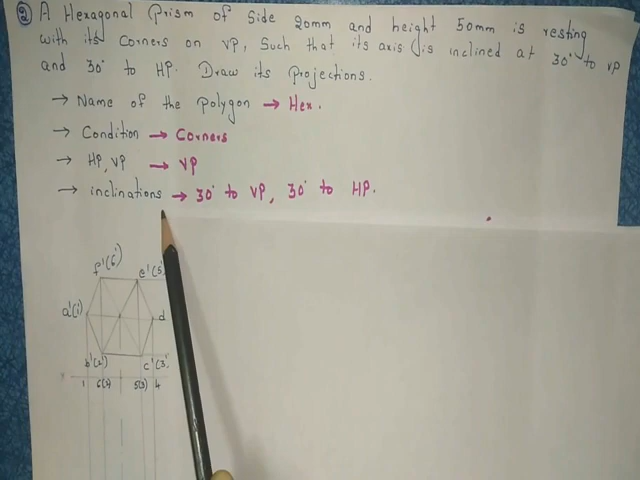 ② A Hexagonal Prism of Side 20mm and height 50mm is resting
with its Corners on VP, Such that its axis is inclined at 30° to VP
and 30° to HP. Draw its projections.
→ Name of the Polygon → Hex.
→ Condition → Corners
→ HP, VP → VP
→ inclinations → 30° to VP, 30° to HP.
f'(6') e'(5')
a'(1') d
b'(2') c'(3')
x 1 5(3) 4